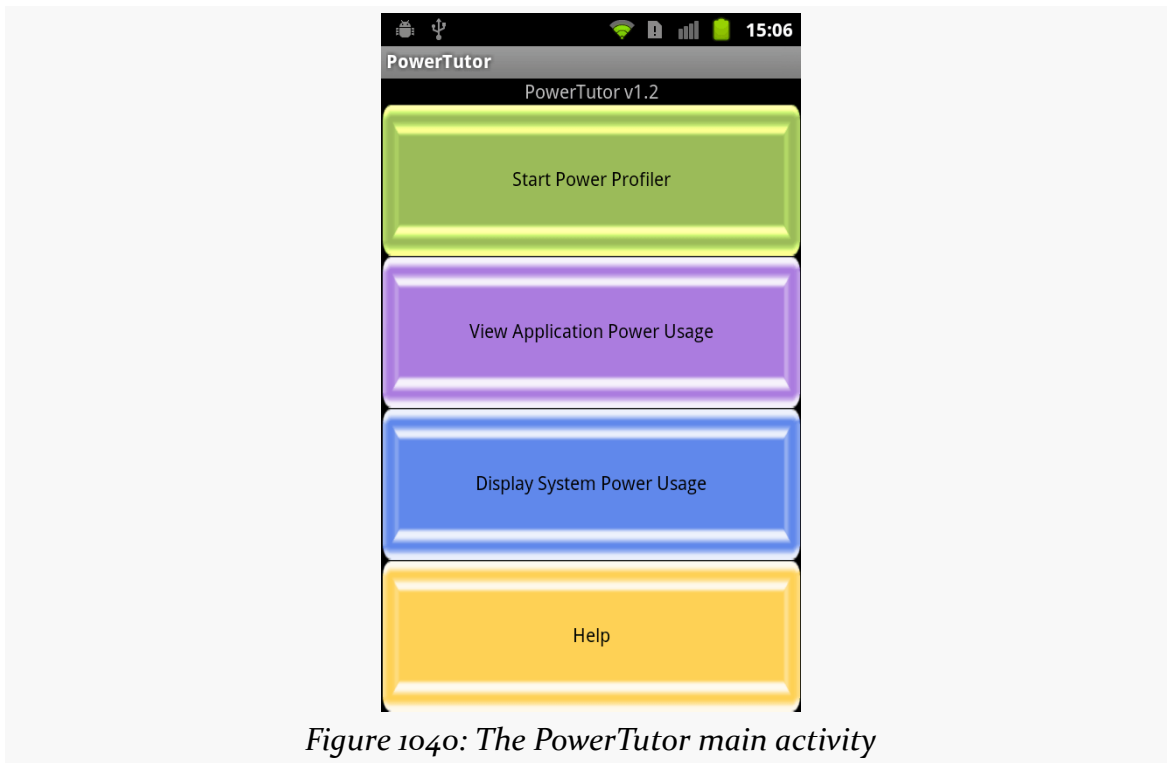 15:06
PowerTutor
PowerTutor v1.2
Start Power Profiler
View Application Power Usage
Display System Power Usage
Help
Figure 1040: The PowerTutor main activity